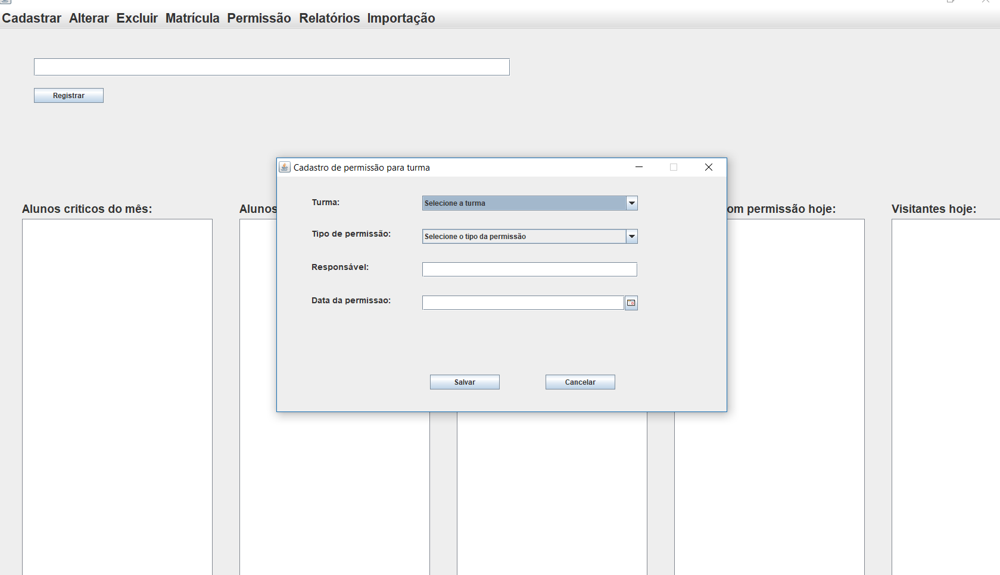 Cadastrar Alterar Excluir Matrícula Permissão Relatórios Importação
Registrar
Cadastro de permissão para turma
Turma:
Selecione a turma
Tipo de permissão:
Selecione o tipo da permissão
Responsável:
Data da permissao:
Salvar
Cancelar
Alunos criticos do mês:
Alunos
permissão hoje:
Visitantes hoje: